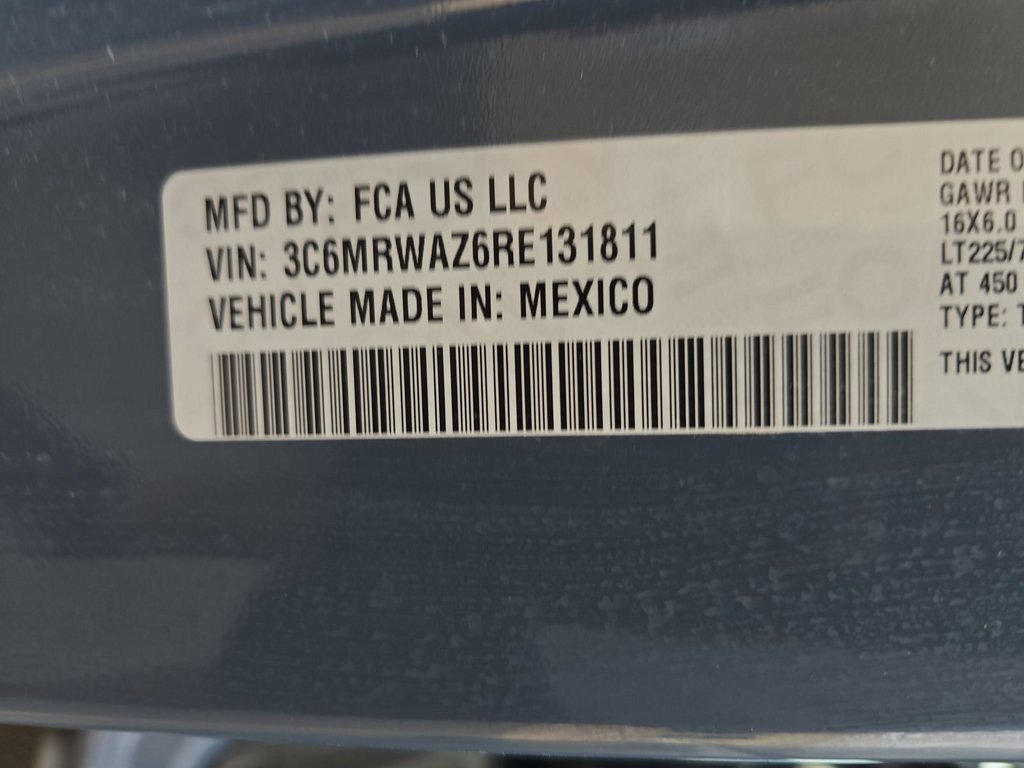 MFD BY: FCA US LLC
VIN: 3C6MRWAZ6RE131811
VEHICLE MADE IN: MEXICO
DATE O
GAWR
16X6.0
LT225/7
AT 450
TYPE: T
THIS VE